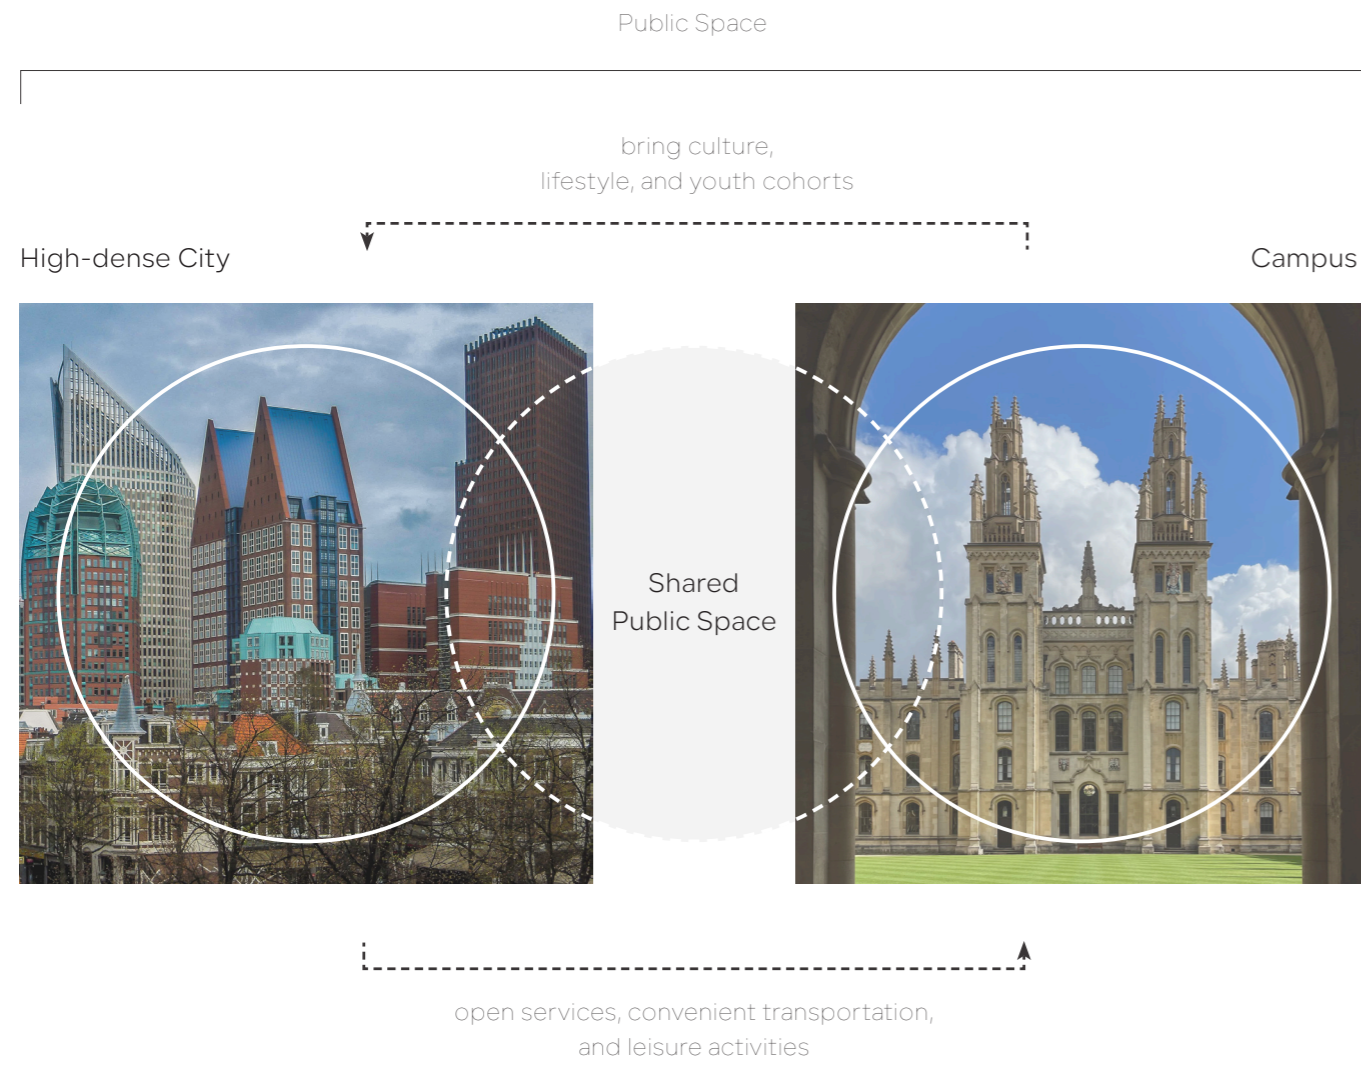 Public Space
bring culture,
lifestyle, and youth cohorts
High-dense City
Campus
Shared
Public Space
open services, convenient transportation,
and leisure activities